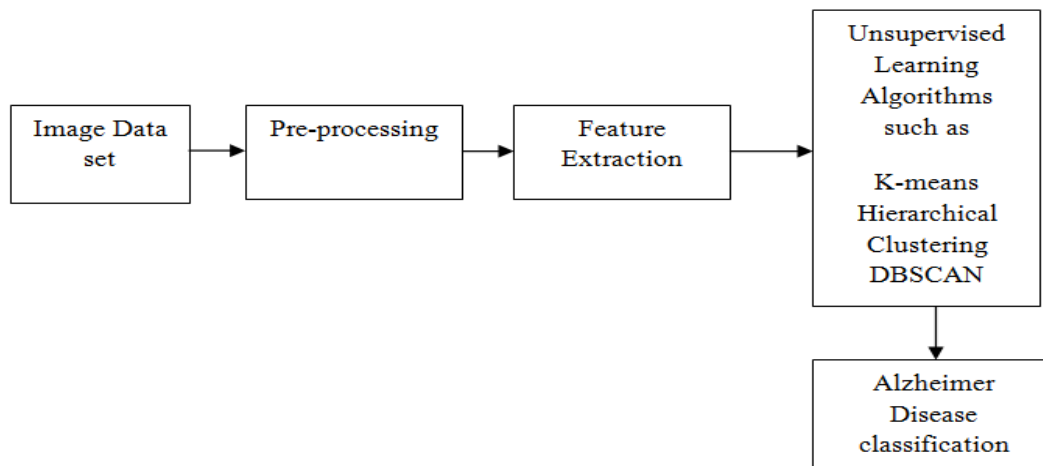 Image Data
set
Pre-processing
Feature
Extraction
Unsupervised
Learning
Algorithms
such as
K-means
Hierarchical
Clustering
DBSCAN
Alzheimer
Disease
classification